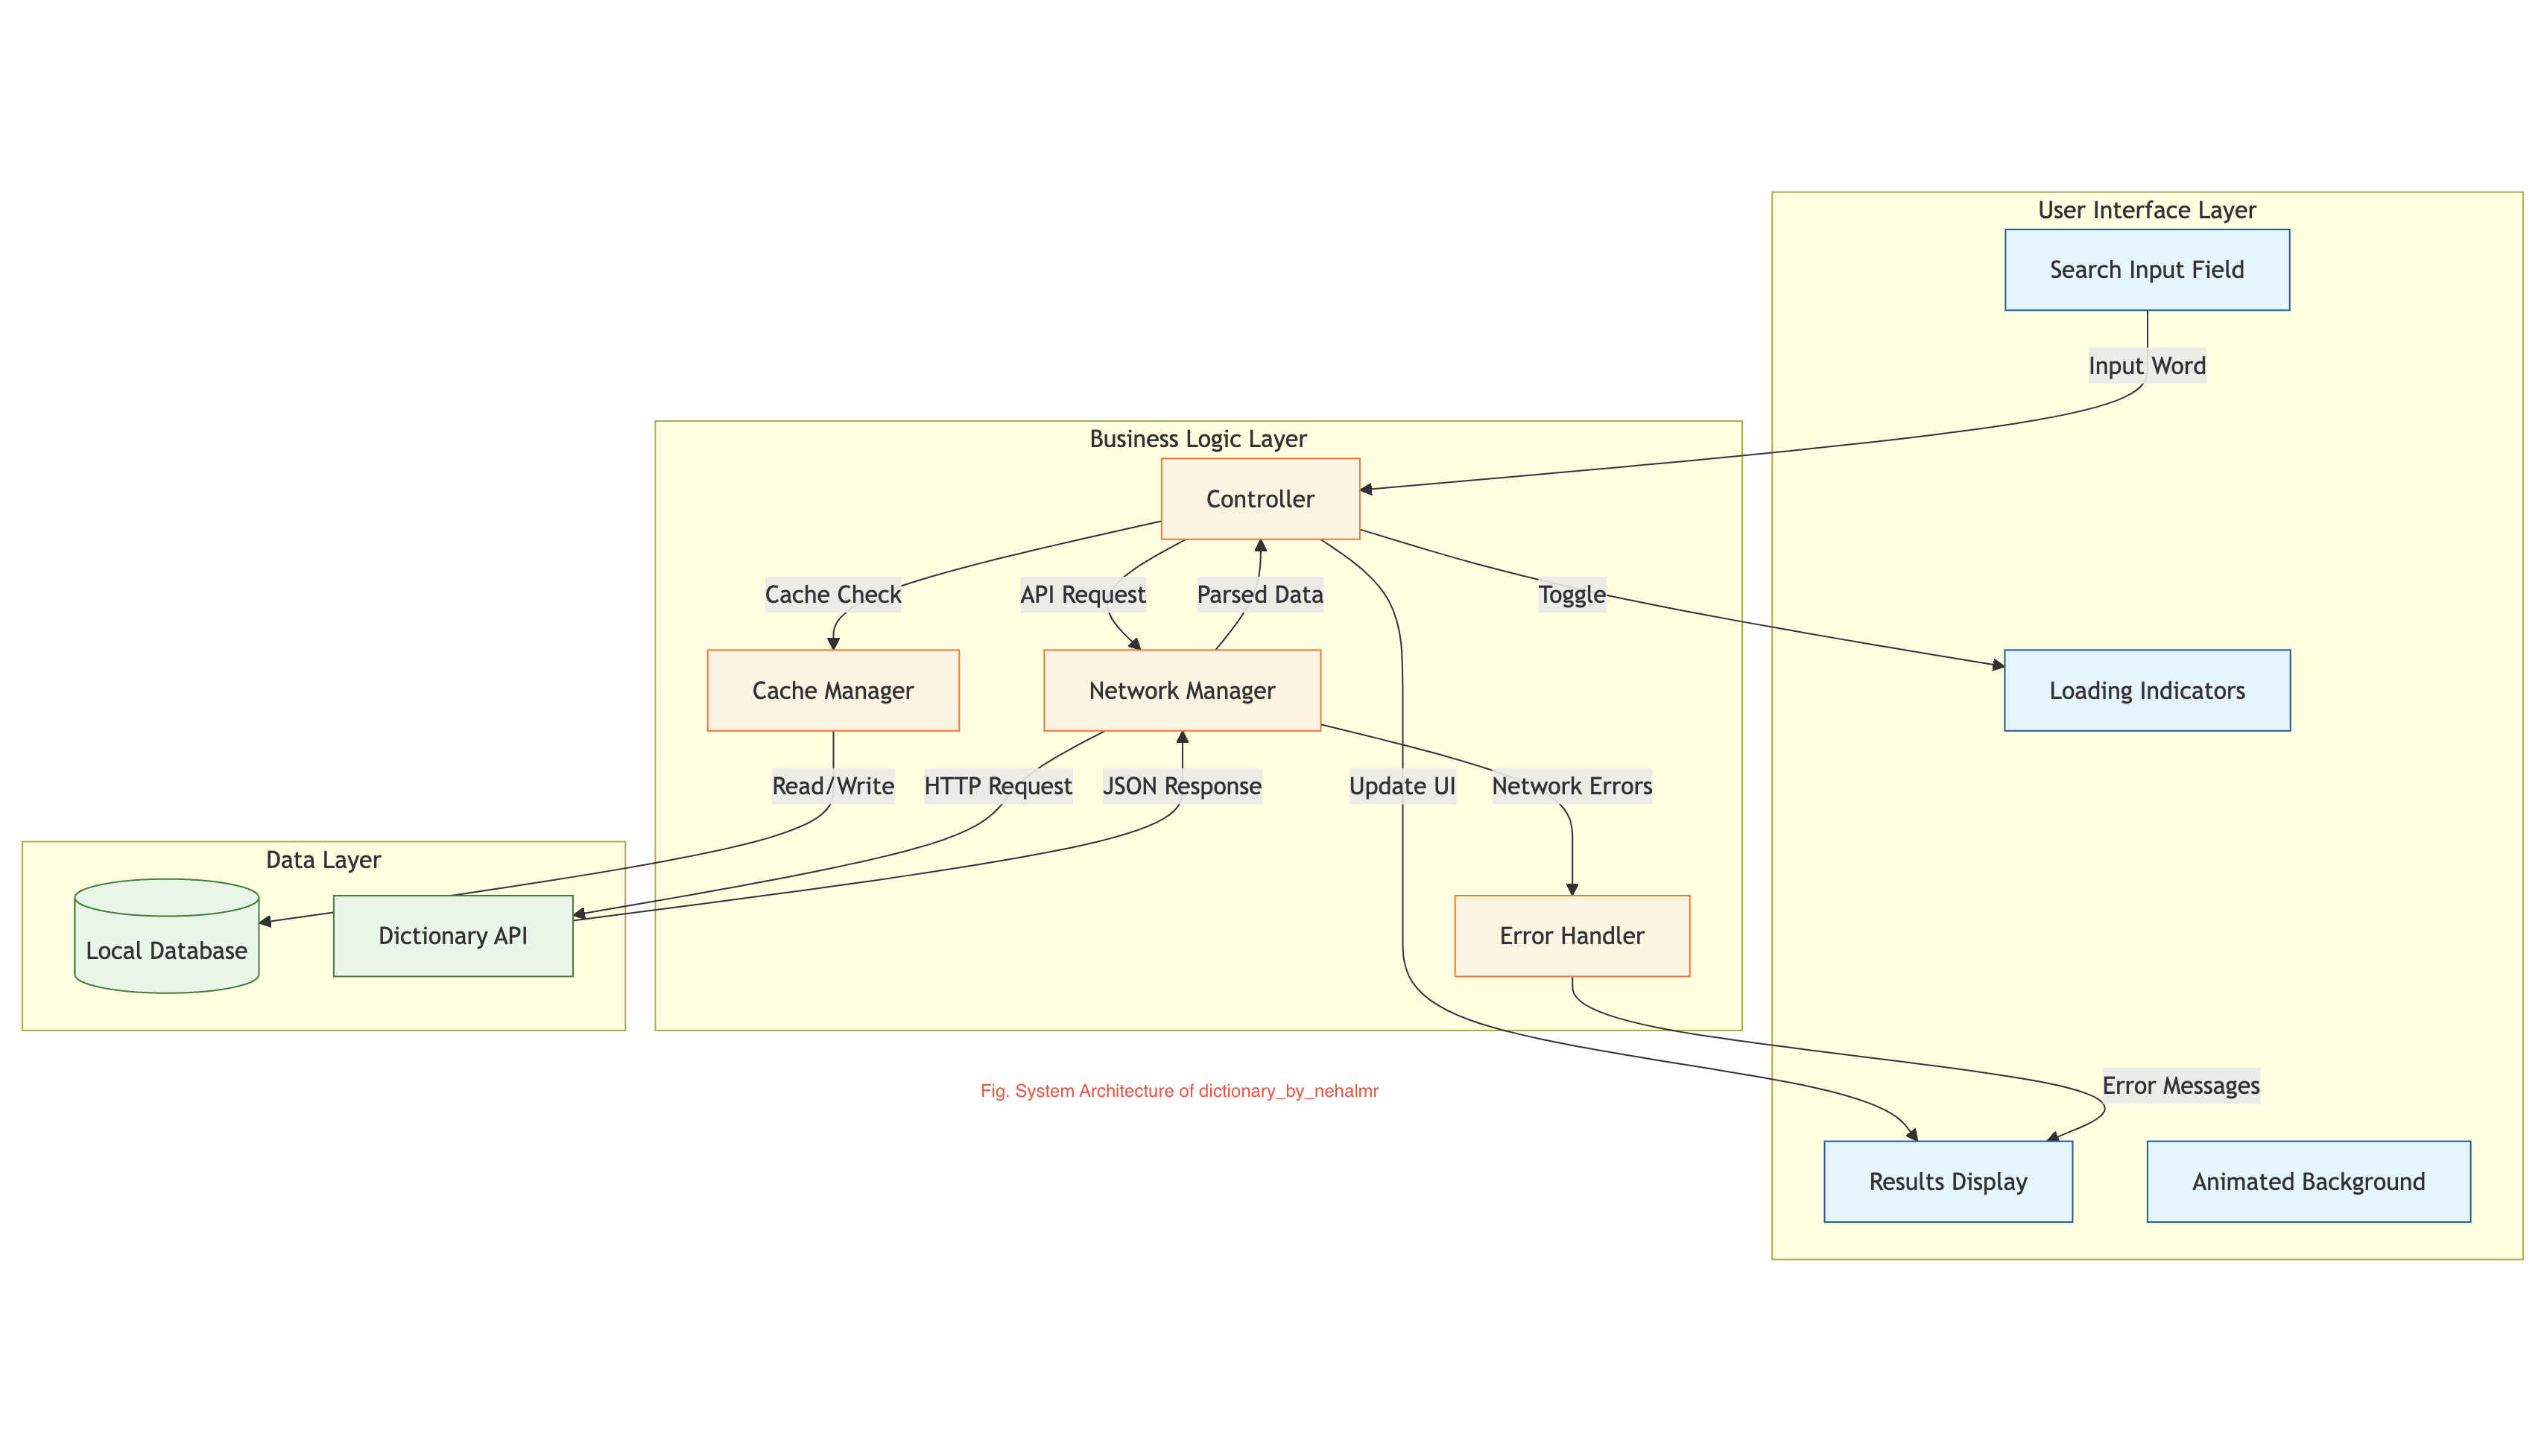 User Interface Layer
Search Input Field
Input Word
Business Logic Layer
Controller
Cache Check
API Request
Parsed Data
Toggle
Cache Manager
Network Manager
Loading Indicators
Read/Write
HTTP Request
JSON Response
Update UI
Network Errors
Data Layer
Local Database
Dictionary API
Error Handler
Error Messages
Fig. System Architecture of dictionary_by_nehalmr
Results Display
Animated Background